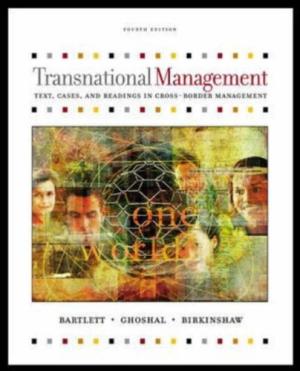 FOURTH EDITION
Transnational Management
TEXT, CASES, AND READINGS IN CROSS-BORDER MANAGEMENT
one
world
BARTLETT • GHOSHAL • BIRKINSHAW